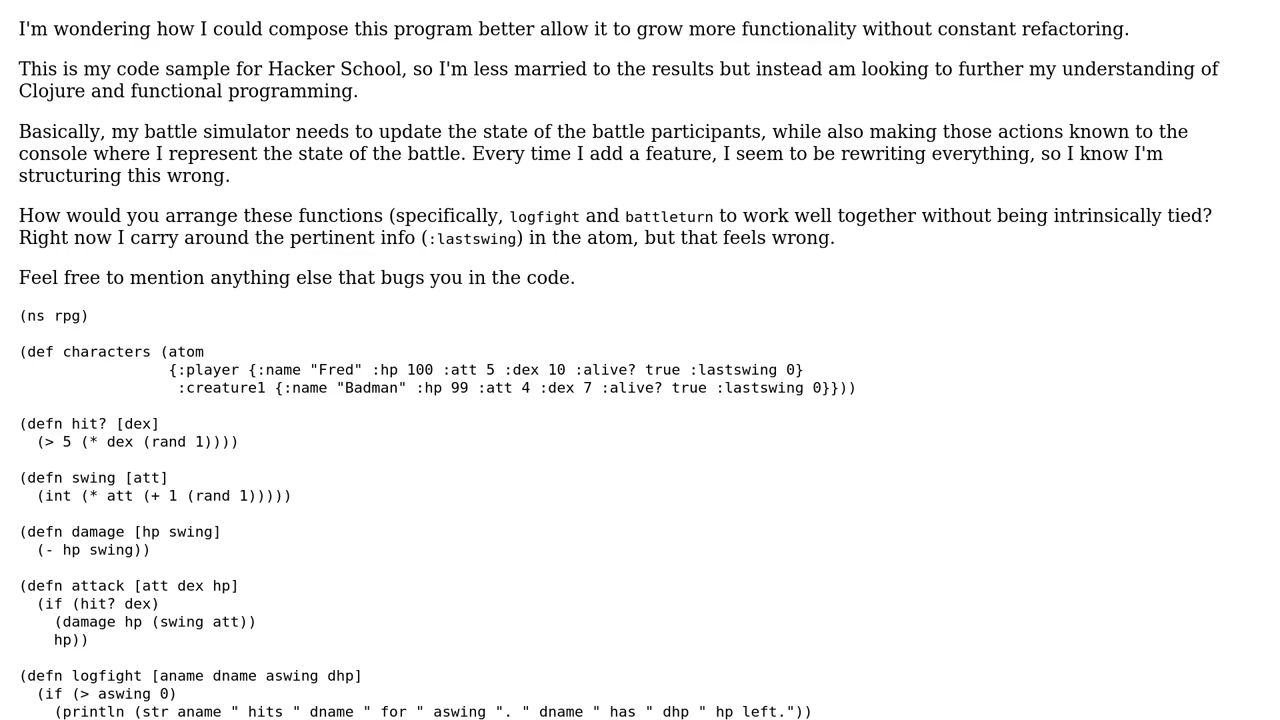 I'm wondering how I could compose this program better allow it to grow more functionality without constant refactoring.
This is my code sample for Hacker School, so I'm less married to the results but instead am looking to further my understanding of
Clojure and functional programming.
Basically, my battle simulator needs to update the state of the battle participants, while also making those actions known to the
console where I represent the state of the battle. Every time I add a feature, I seem to be rewriting everything, so I know I'm
structuring this wrong.
How would you arrange these functions (specifically, logfight and battleturn to work well together without being intrinsically tied?
Right now I carry around the pertinent info (:lastswing) in the atom, but that feels wrong.
Feel free to mention anything else that bugs you in the code.
(ns rpg)
(def characters (atom
                 {:player {:name "Fred" :hp 100 :att 5 :dex 10 :alive? true :lastswing 0}
                  :creature1 {:name "Badman" :hp 99 :att 4 :dex 7 :alive? true :lastswing 0}}))
(defn hit? [dex]
  (> 5 (* dex (rand 1))))
(defn swing [att]
  (int (* att (+ 1 (rand 1)))))
(defn damage [hp swing]
  (- hp swing))
(defn attack [att dex hp]
  (if (hit? dex)
    (damage hp (swing att))
    hp))
(defn logfight [aname dname aswing dhp]
  (if (> aswing 0)
    (println (str aname " hits " dname " for " aswing ". " dname " has " dhp " hp left."))